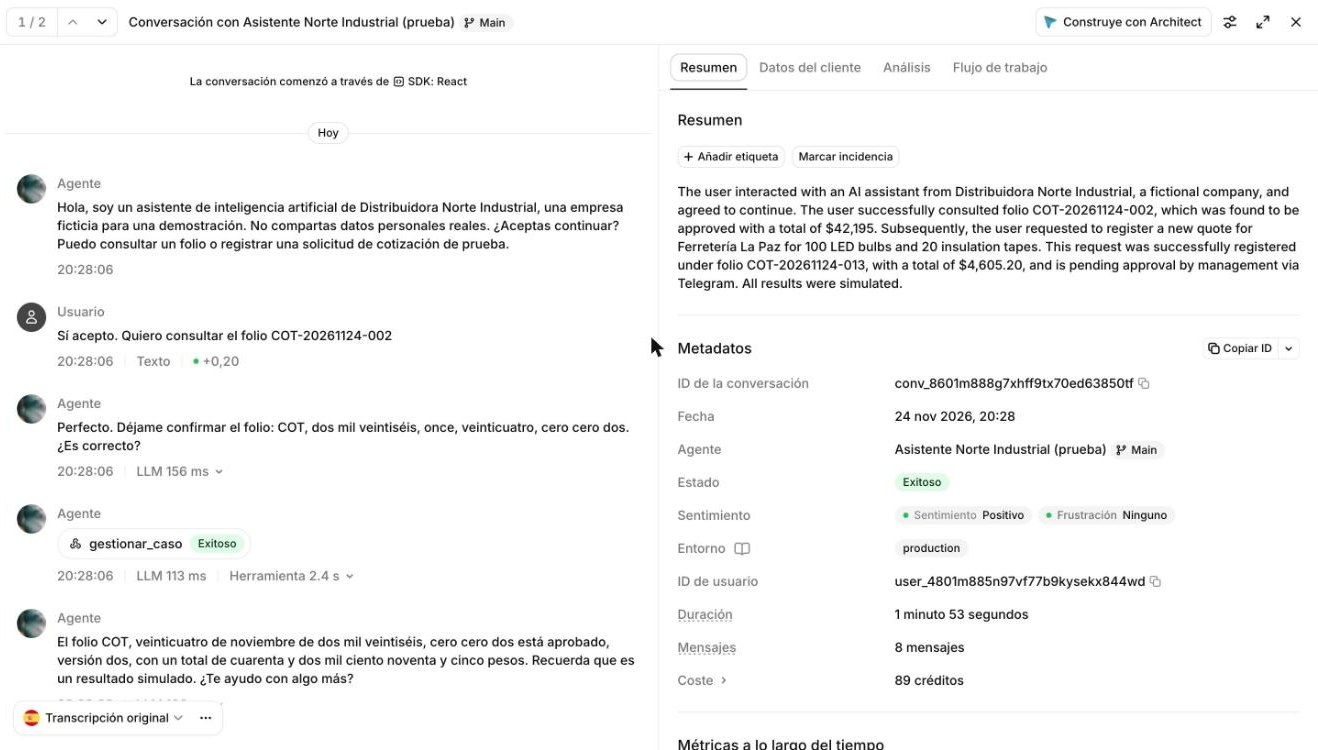 1 / 2
Conversación con Asistente Norte Industrial (prueba)
Main
Construye con Architect
La conversación comenzó a través de SDK: React
Hoy
Agente
Hola, soy un asistente de inteligencia artificial de Distribuidora Norte Industrial, una empresa
ficticia para una demostración. No compartas datos personales reales. ¿Aceptas continuar?
Puedo consultar un folio o registrar una solicitud de cotización de prueba.
20:28:06
Usuario
Sí acepto. Quiero consultar el folio COT-20261124-002
20:28:06 Texto +0,20
Agente
Perfecto. Déjame confirmar el folio: COT, dos mil veintiséis, once, veinticuatro, cero cero dos.
¿Es correcto?
20:28:06 LLM 156 ms
Agente
gestionar_caso Exitoso
20:28:06 LLM 113 ms Herramienta 2.4 s
Agente
El folio COT, veinticuatro de noviembre de dos mil veintiséis, cero cero dos está aprobado,
versión dos, con un total de cuarenta y dos mil ciento noventa y cinco pesos. Recuerda que es
un resultado simulado. ¿Te ayudo con algo más?
Transcripción original
Resumen Datos del cliente Análisis Flujo de trabajo
Resumen
+ Añadir etiqueta Marcar incidencia
The user interacted with an AI assistant from Distribuidora Norte Industrial, a fictional company, and
agreed to continue. The user successfully consulted folio COT-20261124-002, which was found to be
approved with a total of $42,195. Subsequently, the user requested to register a new quote for
Ferretería La Paz for 100 LED bulbs and 20 insulation tapes. This request was successfully registered
under folio COT-20261124-013, with a total of $4,605.20, and is pending approval by management via
Telegram. All results were simulated.
Metadatos
Copiar ID
ID de la conversación conv_8601m888g7xhff9tx70ed63850tf
Fecha 24 nov 2026, 20:28
Agente Asistente Norte Industrial (prueba) Main
Estado Exitoso
Sentimiento Sentimiento Positivo Frustración Ninguno
Entorno production
ID de usuario user_4801m885n97vf77b9kysekx844wd
Duración 1 minuto 53 segundos
Mensajes 8 mensajes
Coste 89 créditos
Métricas a lo largo del tiempo